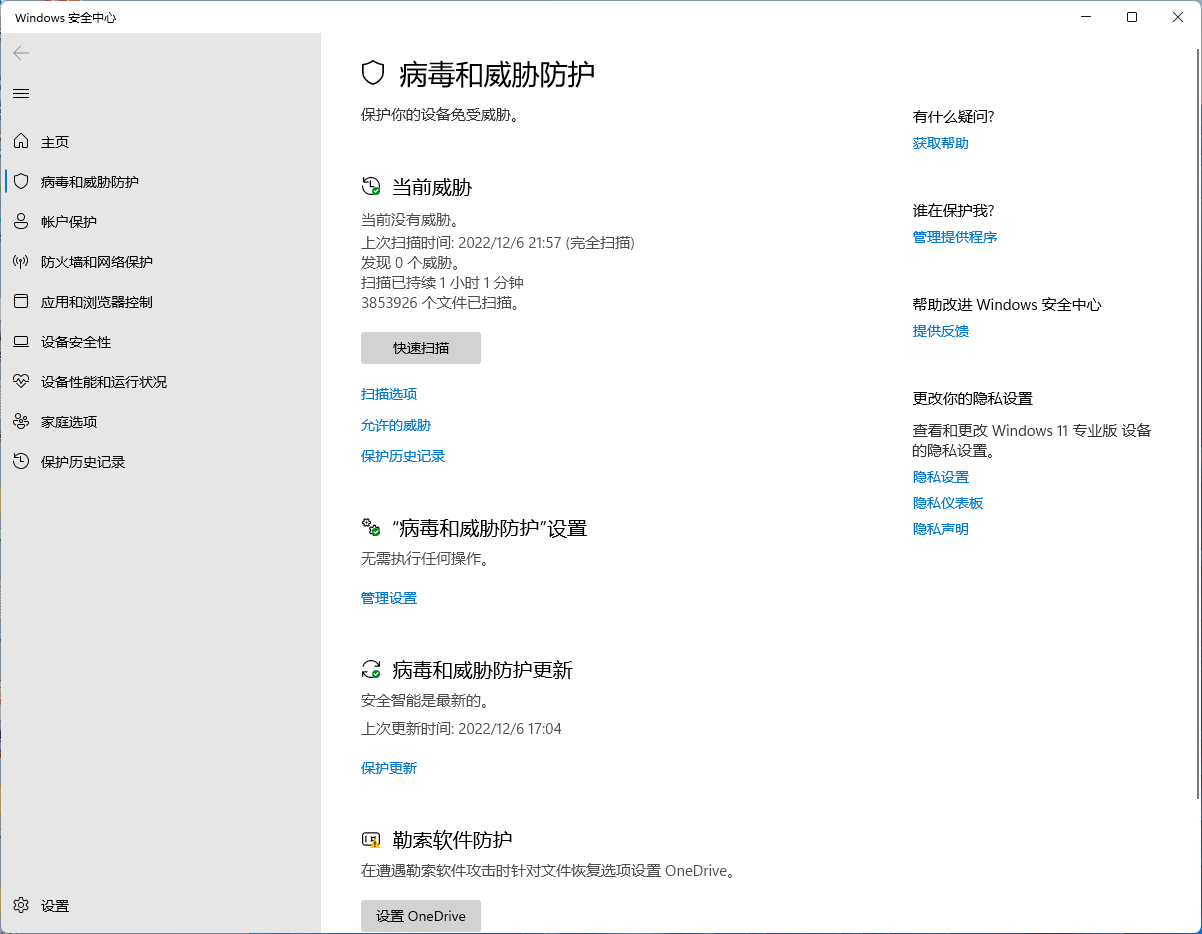 Windows 安全中心
主页
病毒和威胁防护
帐户保护
防火墙和网络保护
应用和浏览器控制
设备安全性
设备性能和运行状况
家庭选项
保护历史记录
设置
病毒和威胁防护
保护你的设备免受威胁。
当前威胁
当前没有威胁。
上次扫描时间: 2022/12/6 21:57 (完全扫描)
发现 0 个威胁。
扫描已持续 1 小时 1 分钟
3853926 个文件已扫描。
快速扫描
扫描选项
允许的威胁
保护历史记录
“病毒和威胁防护”设置
无需执行任何操作。
管理设置
病毒和威胁防护更新
安全智能是最新的。
上次更新时间: 2022/12/6 17:04
保护更新
勒索软件防护
在遭遇勒索软件攻击时针对文件恢复选项设置 OneDrive。
设置 OneDrive
有什么疑问?
获取帮助
谁在保护我?
管理提供程序
帮助改进 Windows 安全中心
提供反馈
更改你的隐私设置
查看和更改 Windows 11 专业版 设备
的隐私设置。
隐私设置
隐私仪表板
隐私声明